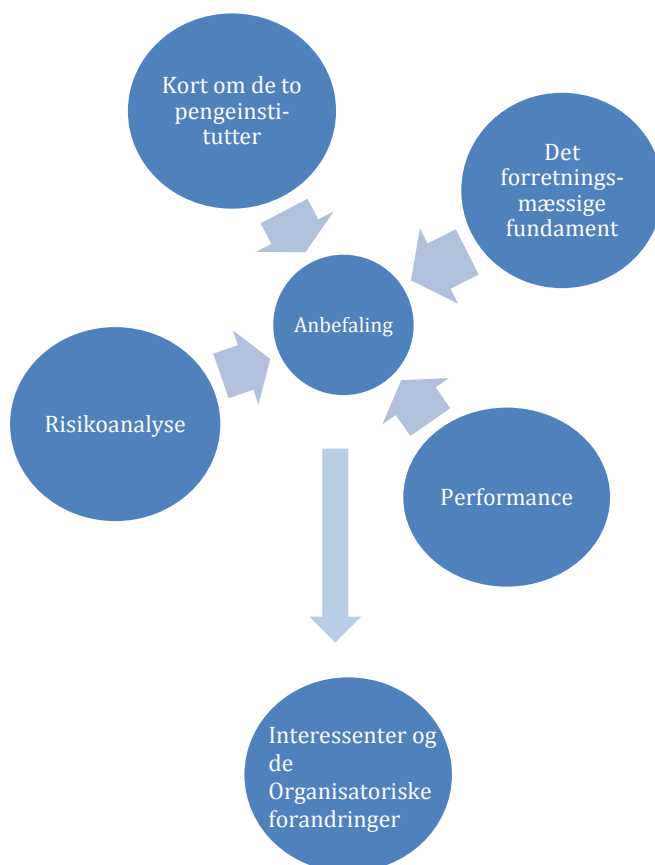 Kort om de to
pengeinsti-
tutter
Det
forretnings-
mæssige
fundament
Anbefaling
Risikoanalyse
Performance
Interessenter og
de
Organisatoriske
forandringer